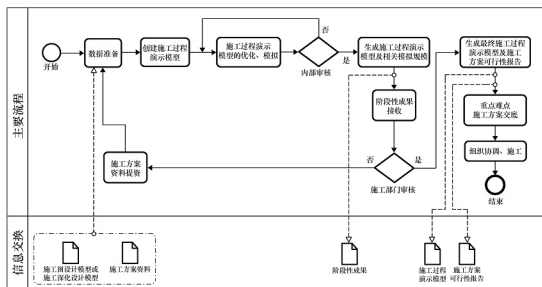 主要流程
开始
数据准备
创建施工过程
演示模型
施工过程演示
模型的优化、模拟
否
内部审核
是
生成施工过程演示
模型及相关模拟规模
生成最终施工过程
演示模型及施工
方案可行性报告
阶段性成果
接收
重点难点
施工方案交底
施工方案
资料提资
否
是
施工部门审核
组织协调、施工
结束
信息交换
施工图设计模型或
施工深化设计模型
施工方案资料
阶段性成果
施工过程
演示模型
施工方案
可行性报告